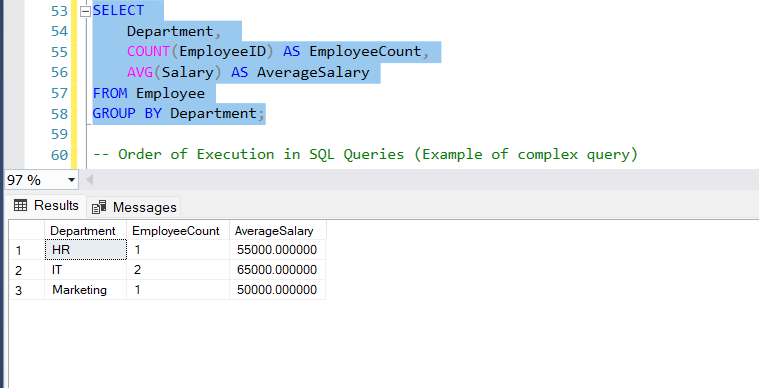 53 SELECT
54 Department,
55 COUNT(EmployeeID) AS EmployeeCount,
56 AVG(Salary) AS AverageSalary
57 FROM Employee
58 GROUP BY Department;
59
60 -- Order of Execution in SQL Queries (Example of complex query)
97 %
Results Messages
Department EmployeeCount AverageSalary
1 HR 1 55000.000000
2 IT 2 65000.000000
3 Marketing 1 50000.000000